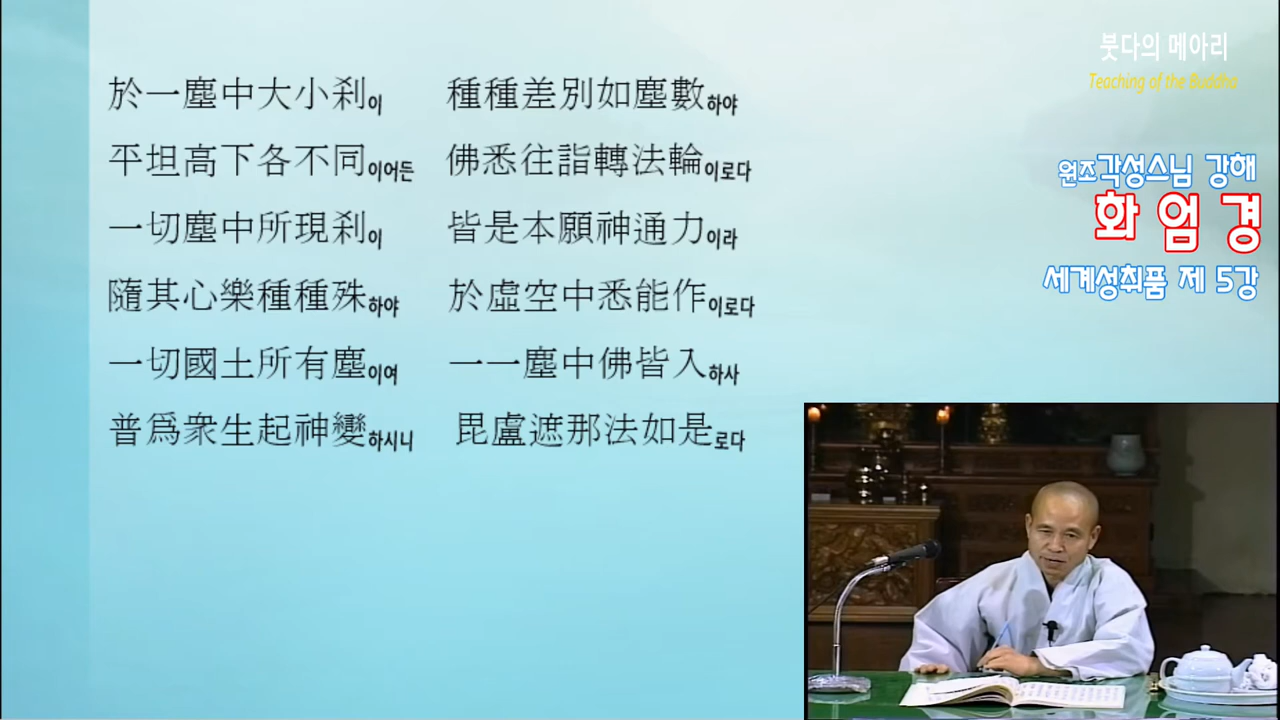 於一塵中大小刹이 種種差別如塵數하야
平坦高下各不同이어든 佛悉往詣轉法輪이로다
一切塵中所現刹이 皆是本願神通力이라
隨其心樂種種殊하야 於虛空中悉能作이로다
一切國土所有塵이여 一一塵中佛皆入하사
普爲衆生起神變하시니 毘盧遮那法如是로다
붓다의 메아리
Teaching of the Buddha
원조각성스님 강해
화엄경
세계성취품 제 5강